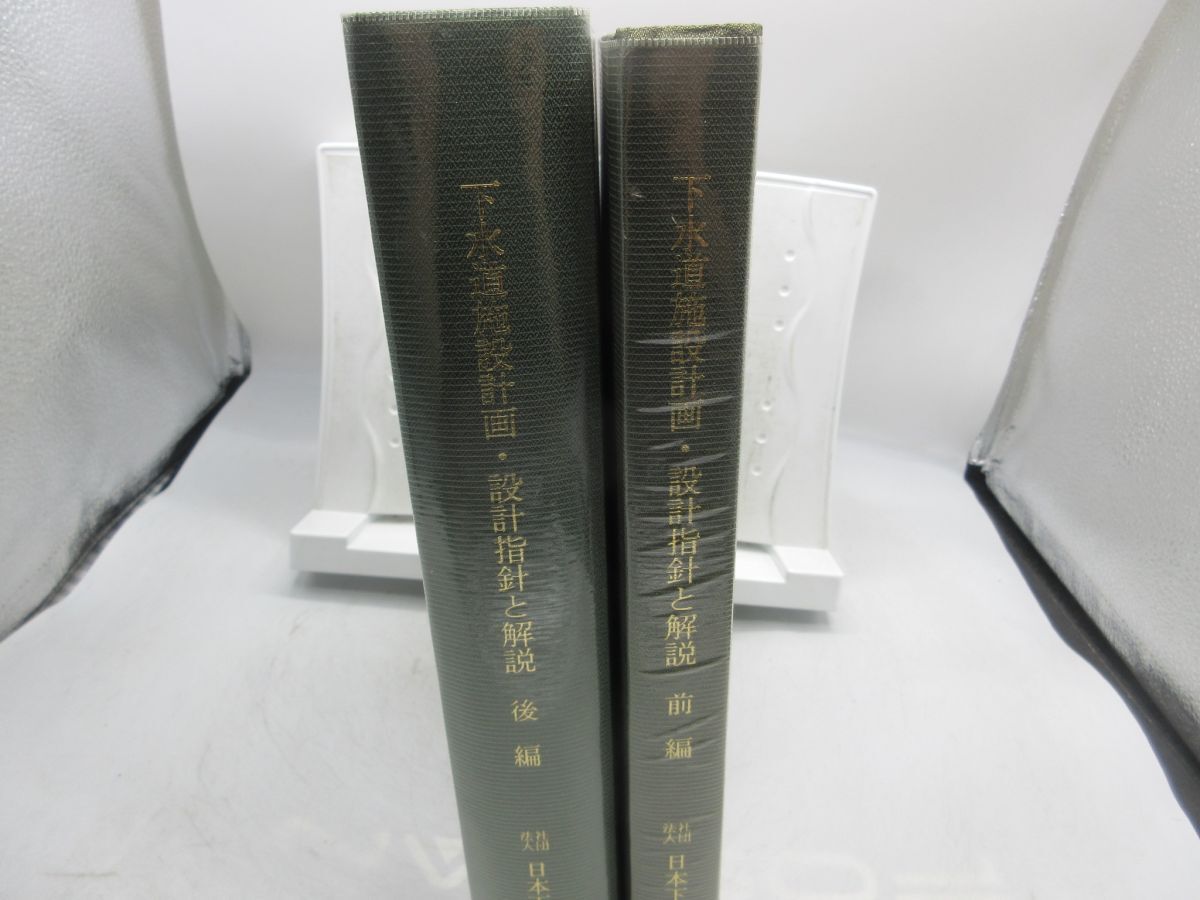 下水道施設計画・設計指針と解説 後編
社団法人 日本下
下水道施設計画・設計指針と解説 前編
社団法人 日本下